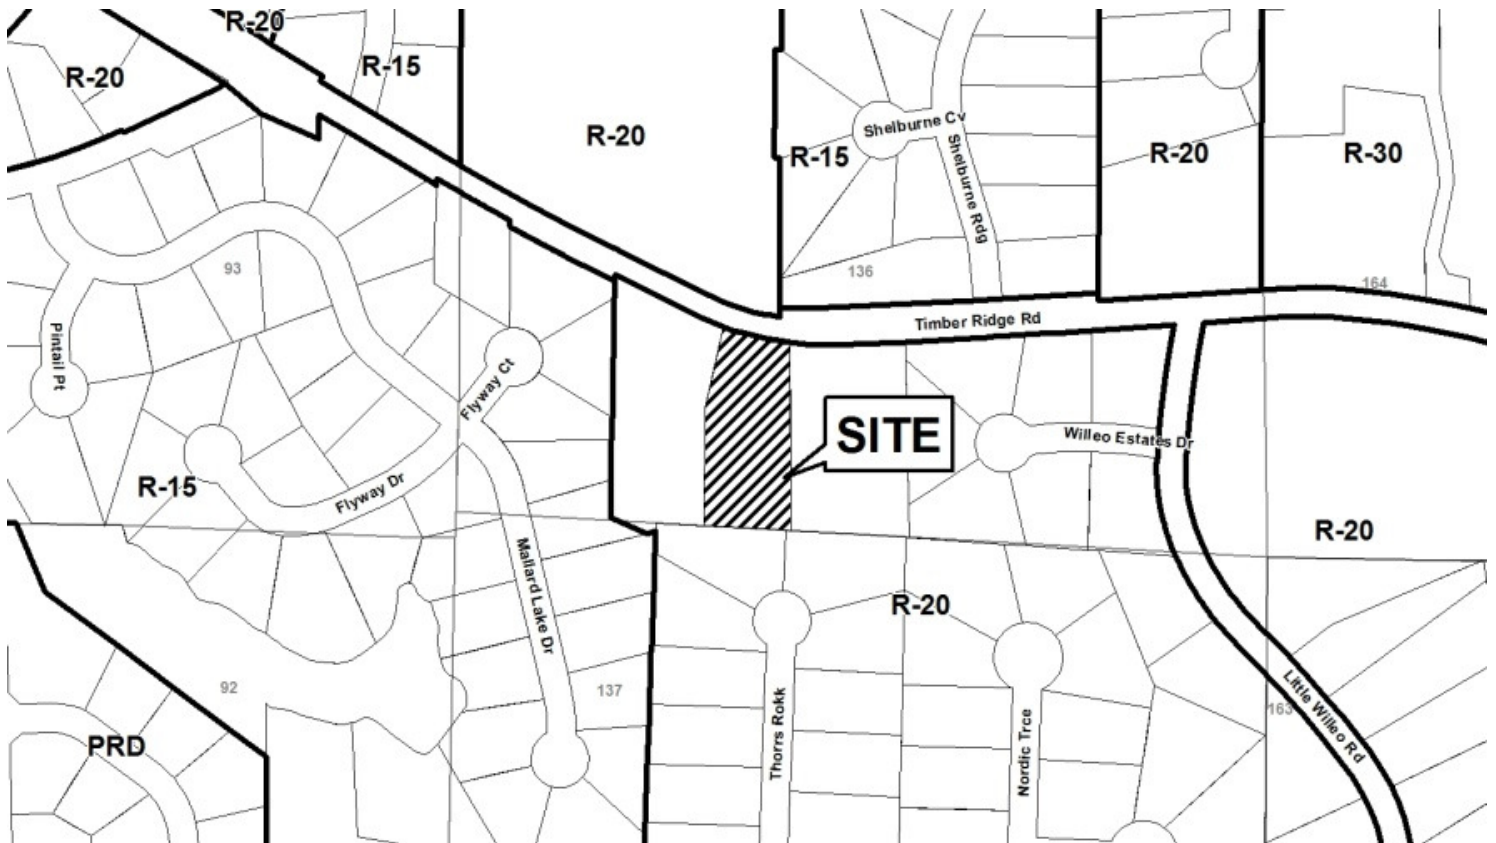 R-20
R-15
R-20
R-20
Shelburne Cv
R-15
R-20
R-30
Shelburne Rdg
93
136
164
Timber Ridge Rd
Pintail Pt
Flyway Ct
SITE
Willeo Estates Dr
R-15
Flyway Dr
R-20
Mallard Lake Dr
R-20
92
137
163
Little Willeo Rd
PRD
Thorrs Rokk
Nordic Trce